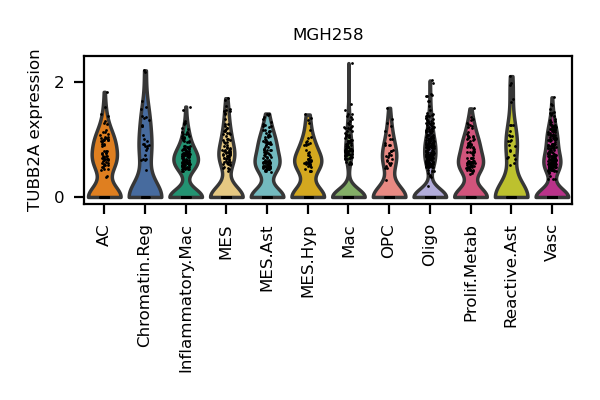 MGH258
TUBB2A expression
2
0
AC
Chromatin.Reg
Inflammatory.Mac
MES
MES.Ast
MES.Hyp
Mac
OPC
Oligo
Prolif.Metab
Reactive.Ast
Vasc